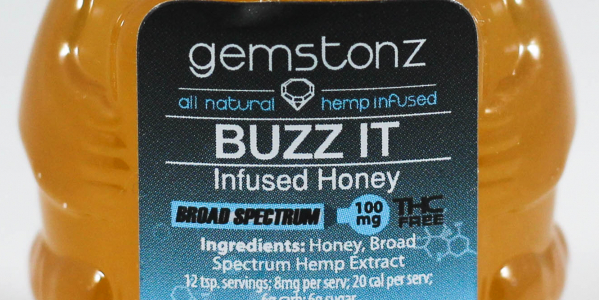 gemstonz
all natural hemp infused
BUZZ IT
Infused Honey
BROAD SPECTRUM 100 mg THC FREE
Ingredients: Honey, Broad
Spectrum Hemp Extract
12 tsp. servings; 8mg per serv; 20 cal per serv;